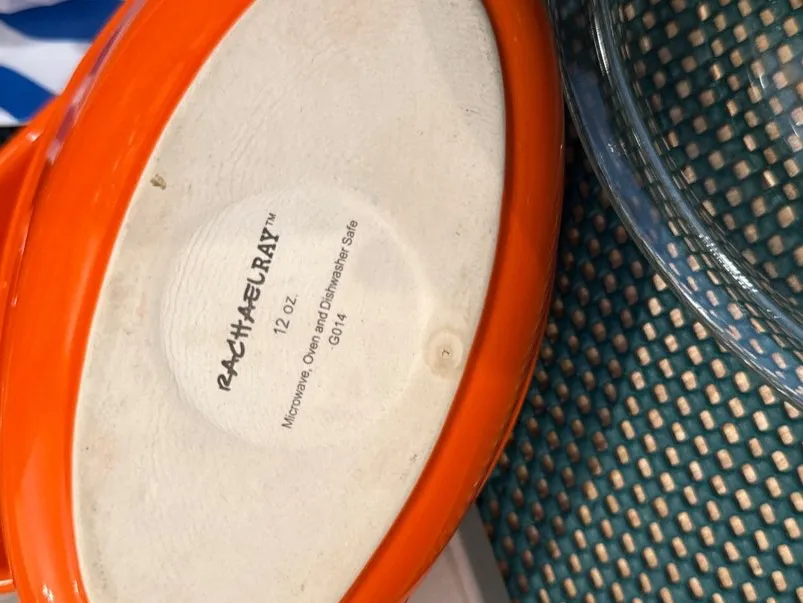 RACHAELRAY™
12 oz.
Microwave, Oven and Dishwasher Safe
G014